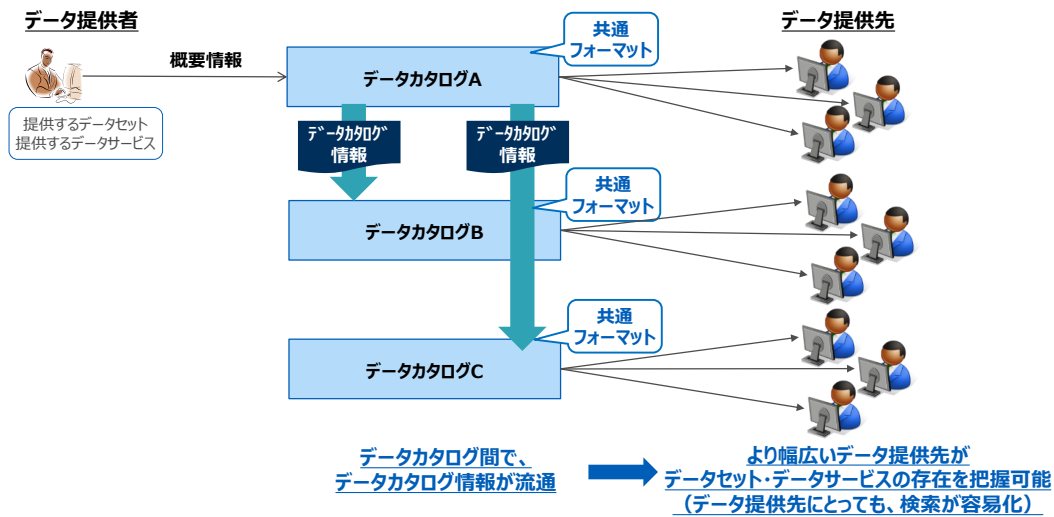 データ提供者
データ提供先
概要情報
提供するデータセット
提供するデータサービス
共通
フォーマット
データカタログA
ﾃﾞｰﾀｶﾀﾛｸﾞ
情報
ﾃﾞｰﾀｶﾀﾛｸﾞ
情報
共通
フォーマット
データカタログB
共通
フォーマット
データカタログC
データカタログ間で、
データカタログ情報が流通
より幅広いデータ提供先が
データセット・データサービスの存在を把握可能
（データ提供先にとっても、検索が容易化）